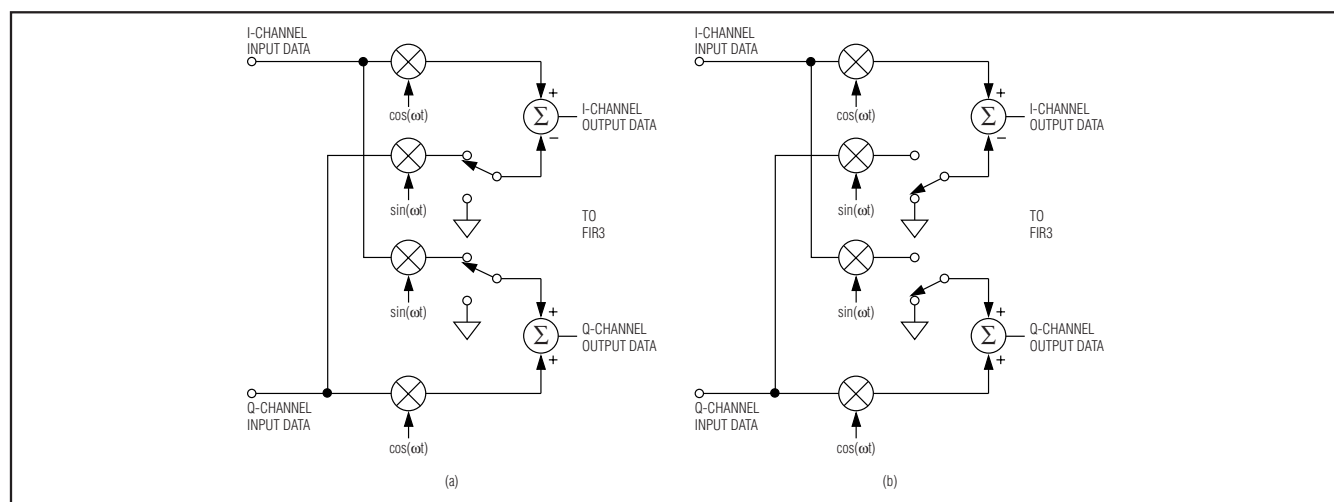 I-CHANNEL
INPUT DATA
cos(ωt)
+
Σ
−
I-CHANNEL
OUTPUT DATA
sin(ωt)
TO
FIR3
sin(ωt)
+
Σ
+
Q-CHANNEL
OUTPUT DATA
Q-CHANNEL
INPUT DATA
cos(ωt)
(a)
I-CHANNEL
INPUT DATA
cos(ωt)
+
Σ
−
I-CHANNEL
OUTPUT DATA
sin(ωt)
TO
FIR3
sin(ωt)
+
Σ
+
Q-CHANNEL
OUTPUT DATA
Q-CHANNEL
INPUT DATA
cos(ωt)
(b)